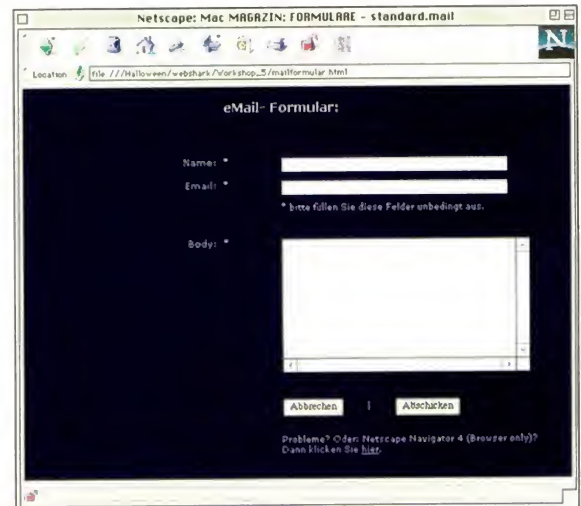 Netscape: Mac MAGAZIN: FORMULARE - standard.mail
N
Location file:///Halloween/webshark/Workshop_5/mailformular.html
eMail- Formular:
Name: *
Email: *
* bitte füllen Sie diese Felder unbedingt aus.
Body: *
Abbrechen | Abschicken
Probleme? Oder: Netscape Navigator 4 (Browser only)?
Dann klicken Sie hier.